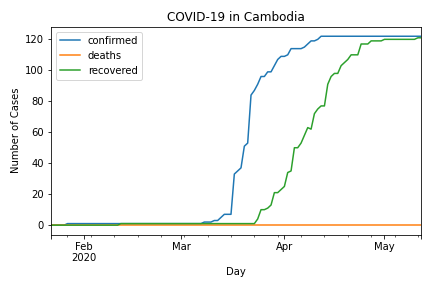 COVID-19 in Cambodia
confirmed
deaths
recovered
Number of Cases
120
100
80
60
40
20
0
Feb
2020
Mar
Apr
May
Day